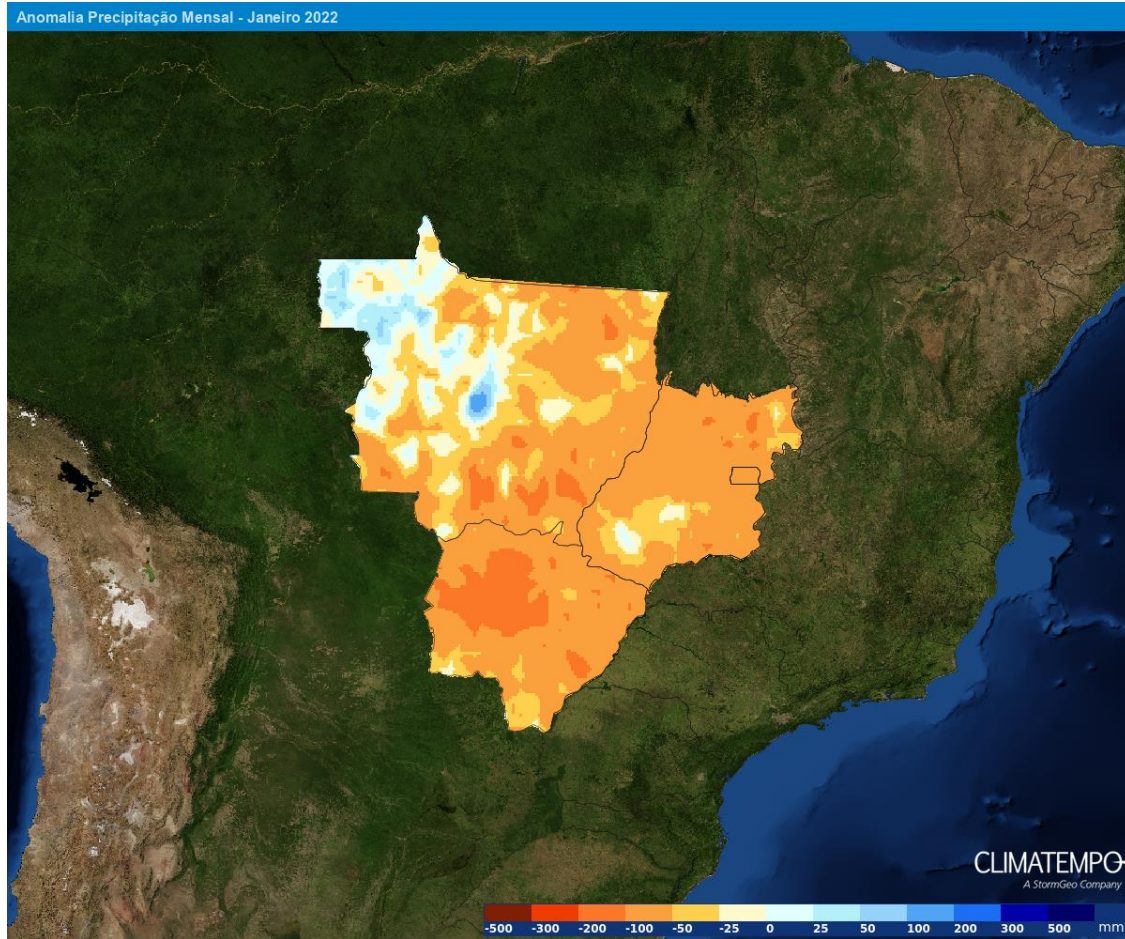 Anomalia Precipitação Mensal - Janeiro 2022
CLIMATEMPO
A StormGeo Company
-500 -300 -200 -100 -50 -25 0 25 50 100 200 300 500 mm